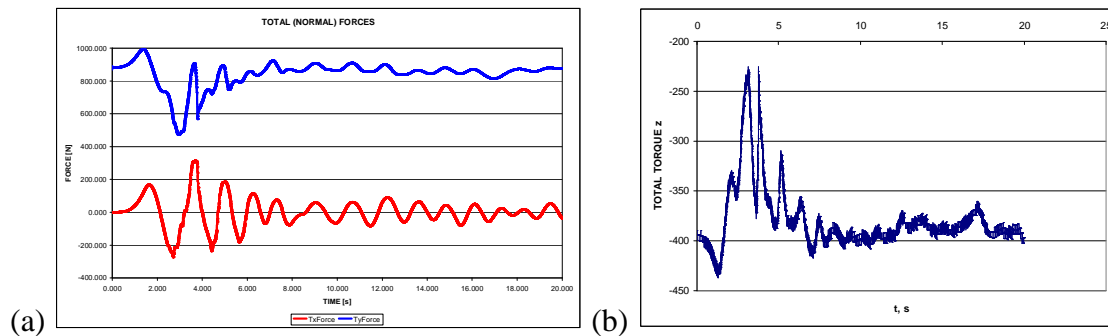 TOTAL (NORMAL) FORCES
1000.000
800.000
600.000
400.000
200.000
0.000
-200.000
-400.000
FORCE [N]
0.000 2.000 4.000 6.000 8.000 10.000 12.000 14.000 16.000 18.000 20.000
TIME [s]
TxForce TyForce
(a)
0 5 10 15 20 25
-200
-250
-300
-350
-400
-450
TOTAL TORQUE z
t, s
(b)